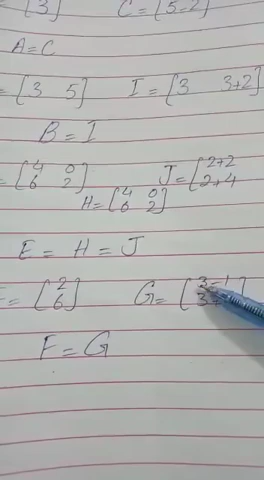 [3] C = [5-2]
A = C
= [3 5] I = [3 3+2]
B = I
= [4 0 J = [2+2
6 2] 2+4
H = [4 0
6 2]
E = H = J
= [2 G = [3-1
6] 3
F = G